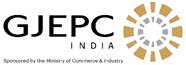 GJEPC
INDIA
Sponsored by the Ministry of Commerce & Industry